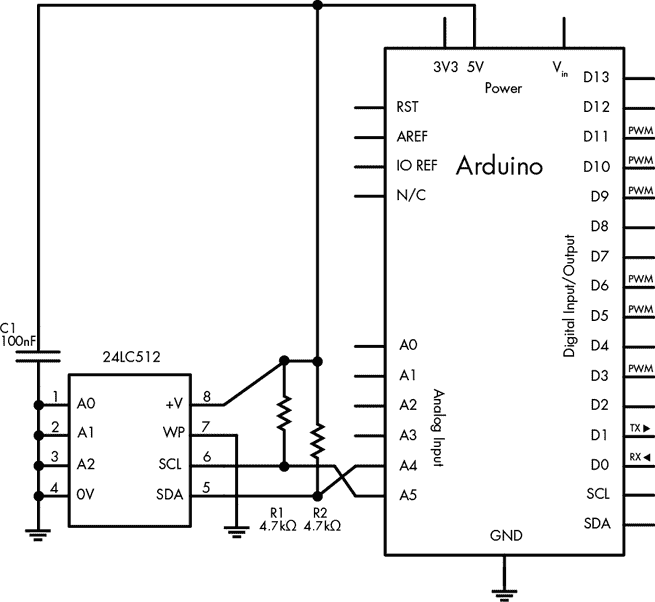 3V3 5V Vin
Power
D13
RST D12
AREF D11 PWM
IO REF Arduino D10 PWM
N/C D9 PWM
D8
D7
Digital Input/Output
D6 PWM
D5 PWM
C1
100nF
A0 D4
24LC512
A1 D3 PWM
Analog Input
1 A0 +V 8
A2 D2
2 A1 WP 7
A3 D1 TX
3 A2 SCL 6
A4 D0 RX
4 0V SDA 5
A5 SCL
R1
4.7kΩ
R2
4.7kΩ
SDA
GND